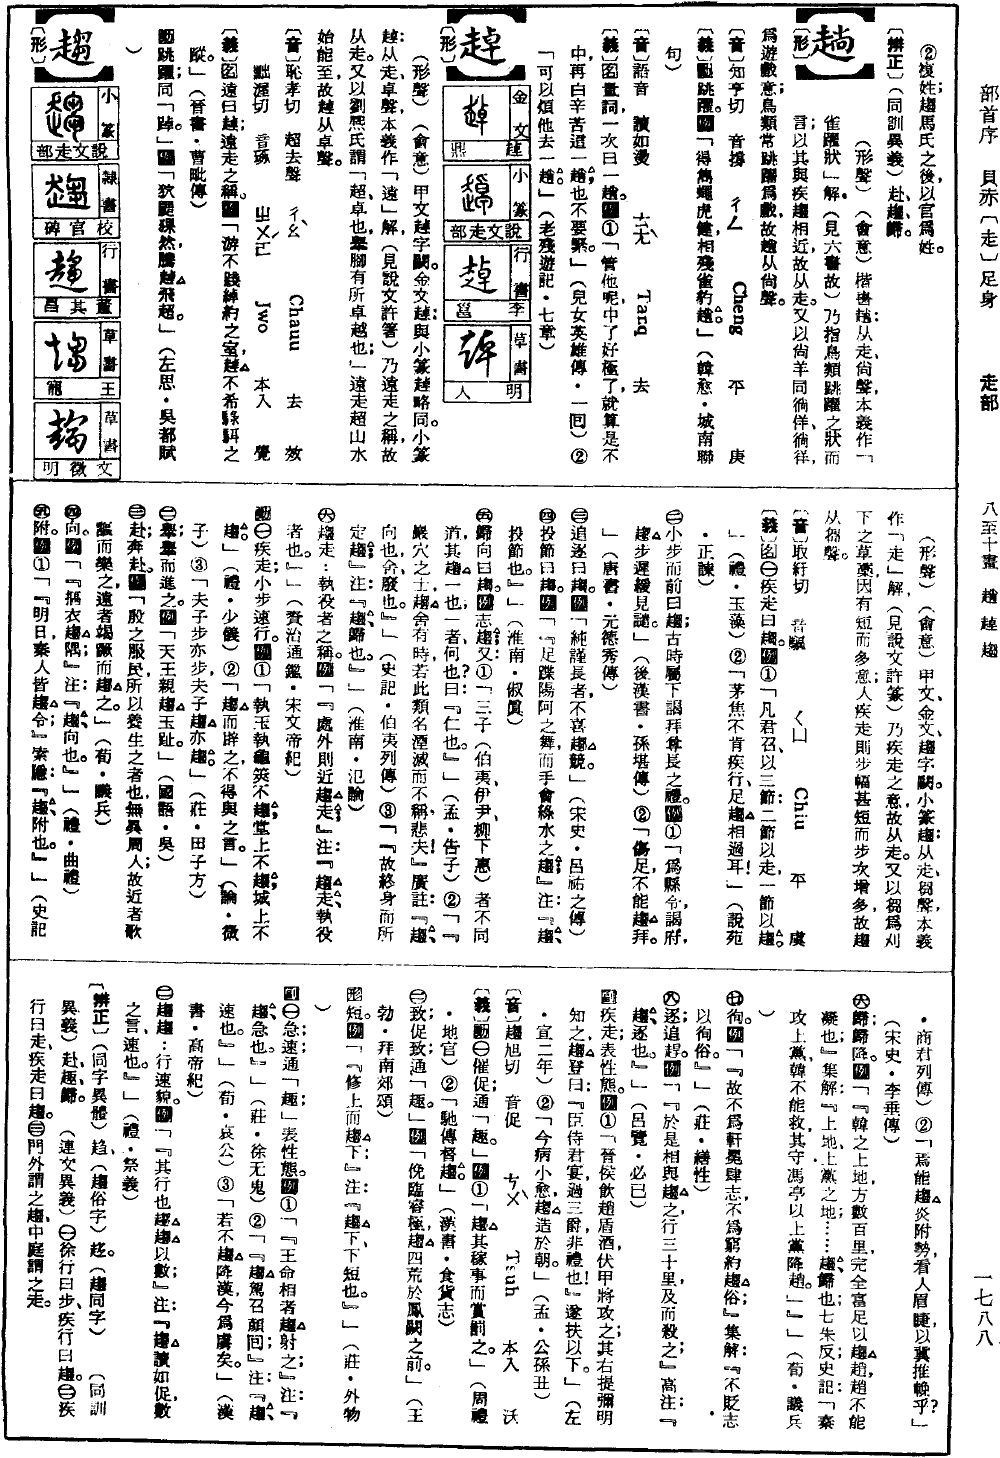 部首序 貝赤〔走〕足身 走部 八至十畫 趟趠趨 一七八八
②複姓;趨馬氏之後,以官爲姓。
〔辨正〕(同訓異義)赴、趨、歸。
趟
〔形〕(形聲)(會意)楷書趟:从走、尙聲,本義作「
雀躍狀」解。(見六書故)乃指鳥類跳躍之狀而
言;以其與疾趨相近,故从走。又以尙羊同徜徉,徜徉
爲遊戲意,鳥類常跳躍爲戲,故趟从尙聲。
〔音〕知亨切 音撐 ㄔㄥ Cheng 平 庚
〔義〕動跳躍。例「得雋蠅虎健,相殘雀豹趟。」(韓愈·城南聯
句)
〔音〕語音 讀如燙 ㄊㄤˋ Tanq 去
〔義〕名量詞,一次曰一趟。例①「管他呢,中了好極了,就算是不
中,再白辛苦這一趟也不要緊。」(兒女英雄傳·一回)②
「可以煩他去一趟。」(老殘遊記·七章)
趠
〔形〕
金文 趠鼎
小篆 說文走部
行書 李邕
草書 明人
(形聲)(會意)甲文趠字闕。金文趠與小篆趠略同。小篆
趠:从走、卓聲,本義作「遠」解,(見說文許箸)乃遠走之稱,故
从走。又以劉熙氏謂「超,卓也;舉腳有所卓越也」,遠走超山水
始能至,故趠从卓聲。
〔音〕恥孝切 超去聲 ㄔㄠˋ Chauh 去 效
黜渥切 音琢 ㄓㄨㄛˊ Jwo 本入 覺
〔義〕名遠曰趠;遠走之稱。例「游不踐綽約之室,趠不希騄駬之
蹤。」(晉書·曹毗傳)
動跳躍;同「踔」。例「狖鼯猓然,騰趠飛超。」(左思·吳都賦
)
趨
〔形〕
小篆 說文走部
隸書 校官碑
行書 董其昌
草書 王寵
草書 文徵明
(形聲)(會意)甲文、金文趨字闕。小篆趨:从走、芻聲,本義
作「走」解,(見說文許箸)乃疾走之意,故从走。又以芻爲刈
下之草稾,因有短而多意,人疾走則步幅甚短而步次增多,故趨
从芻聲。
〔音〕取紆切 音驅 ㄑㄩ Chiu 平 虞
〔義〕名㊀疾走曰趨。例①「凡君召,以三節:二節以走,一節以趨。
」(禮·玉藻)②「茅焦不肯疾行,足趨相過耳!」(說苑
·正諫)
㊁小步而前曰趨;古時屬下謁拜尊長之禮。例①「爲縣令謁府,
趨步遲緩見譴。」(後漢書·孫堪傳)②「傷足不能趨拜。
」(唐書·元德秀傳)
㊂追逐曰趨。例「純謹長者,不喜趨競。」(宋史·呂祐之傳)
㊃投節曰趨。例「『足蹀陽阿之舞,而手會綠水之趨』注:『趨,
投節也。』」(淮南·俶眞)
㊄歸向曰趨。例志趨。又①「三子(伯夷、伊尹、柳下惠)者不同
道,其趨一也;一者,何也?曰:『仁也。』」(孟·告子)②「『
巖穴之士,趨舍有時若此,類名湮滅而不稱,悲夫!』廣註:『趨,
向也,舍,廢也。』」(史記·伯夷列傳)③「『故終身而無所
定趨』注:『趨,歸也。』」(淮南·氾論)
㊅趨走:執役者之稱。例「『處外則近趨走』注:『趨走,執役
者也。』」(資治通鑑·宋文帝紀)
動㊀疾走;小步速行。例①「執玉執龜筴不趨,堂上不趨,城上不
趨。」(禮·少儀)②「趨而辟之,不得與之言。」(論·微
子)③「夫子步亦步,夫子趨亦趨。」(莊·田子方)
㊁舉;舉而進之。例「天王親趨玉趾。」(國語·吳)
㊂赴;奔赴。例「殷之服民,所以養生之者也,無異周人;故近者歌
謳而樂之,遠者竭蹶而趨之。」(荀·議兵)
㊃向。例「『摳衣趨隅』注:『趨,向也。』」(禮·曲禮)
㊄附。例①「『明日,秦人皆趨令』索隱:『趨,附也。』」(史記
·商君列傳)②「焉能趨炎附勢,看人眉睫,以冀推輓乎?」
(宋史·李垂傳)
㊅歸;歸降。例「『韓之上地,方數百里,完全富足以趨趙,趙不能
凝也』集解:『上地,上黨之地……趨,歸也。七朱反。史記:「秦
攻上黨,韓不能救,其守馮亭以上黨降趙。」』」(荀·議兵
)
㊆徇。例「『故不爲軒冕肆志,不爲窮約趨俗』集解:『不貶志
以徇俗。』」(莊·繕性)
㊇逐;追趕。例「『於是相與趨之,行三十里,及而殺之』高注:『
趨,逐也。』」(呂覽·必己)
副疾走;表性態。例①「晉侯飲趙盾酒,伏甲將攻之;其右提彌明
知之,趨登曰:『臣侍君宴,過三爵,非禮也!』遂扶以下。」(左
·宣二年)②「今病小愈,趨造於朝。」(孟·公孫丑)
〔音〕趨旭切 音促 ㄘㄨˋ Tsuh 本入 沃
〔義〕動㊀催促;通「趣」。例①「趨其稼事而賞罰之。」(周禮
·地官)②「馳傳督趨。」(漢書·食貨志)
㊁致;促致;通「趣」。例「俛臨窘極,趨四荒於鳳闕之前。」(王
勃·拜南郊頌)
形短。例「『修上而趨下』注:『趨下,下短也。』」(莊·外物
)
副㊀急;速;通「趣」;表性態。例①「『王命相者趨射之』注:『
趨,急也。』」(莊·徐无鬼)②「『趨駕召顏回』注:『趨,
速也。』」(荀·哀公)③「若不趨降漢,今爲虜矣。」(漢
書·高帝紀)
㊁趨趨:行速貌。例「『其行也趨趨以數』注:『趨讀如促,數
之言,速也。』」(禮·祭義)
〔辨正〕(同字異體)趋。(趨俗字)趍。(趨同字)(同訓
異義)赴、趨、歸。(連文異義)㊀徐行曰步,疾行曰趨。㊁疾
行曰走,疾走曰趨。㊂門外謂之趨,中庭謂之走。